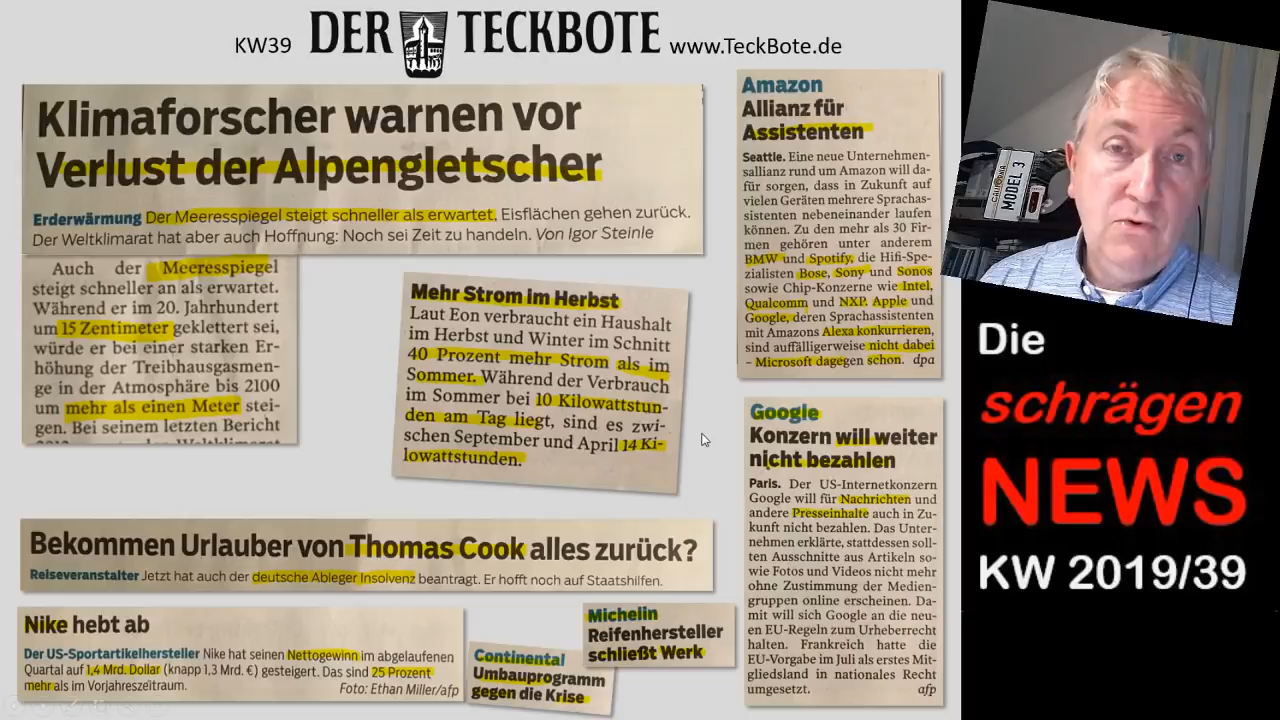 KW39 DER TECKBOTE www.TeckBote.de
Klimaforscher warnen vor
Verlust der Alpengletscher
Erderwärmung Der Meeresspiegel steigt schneller als erwartet. Eisflächen gehen zurück.
Der Weltklimarat hat aber auch Hoffnung: Noch sei Zeit zu handeln. Von Igor Steinle
Auch der Meeresspiegel
steigt schneller an als erwartet.
Während er im 20. Jahrhundert
um 15 Zentimeter geklettert sei,
würde er bei einer starken Er-
höhung der Treibhausgasmen-
ge in der Atmosphäre bis 2100
um mehr als einen Meter stei-
gen. Bei seinem letzten Bericht
Mehr Strom im Herbst
Laut Eon verbraucht ein Haushalt
im Herbst und Winter im Schnitt
40 Prozent mehr Strom als im
Sommer. Während der Verbrauch
im Sommer bei 10 Kilowattstun-
den am Tag liegt, sind es zwi-
schen September und April 14 Ki-
lowattstunden.
Bekommen Urlauber von Thomas Cook alles zurück?
Reiseveranstalter Jetzt hat auch der deutsche Ableger Insolvenz beantragt. Er hofft noch auf Staatshilfen.
Nike hebt ab
Der US-Sportartikelhersteller Nike hat seinen Nettogewinn im abgelaufenen
Quartal auf 1,4 Mrd. Dollar (knapp 1,3 Mrd. €) gesteigert. Das sind 25 Prozent
mehr als im Vorjahreszeitraum.
Foto: Ethan Miller/afp
Continental
Umbauprogramm
gegen die Krise
Michelin
Reifenhersteller
schließt Werk
Amazon
Allianz für
Assistenten
Seattle. Eine neue Unternehmen-
sallianz rund um Amazon will da-
für sorgen, dass in Zukunft auf
vielen Geräten mehrere Sprachas-
sistenten nebeneinander laufen
können. Zu den mehr als 30 Fir-
men gehören unter anderem
BMW und Spotify, die Hifi-Spe-
zialisten Bose, Sony und Sonos
sowie Chip-Konzerne wie Intel,
Qualcomm und NXP. Apple und
Google, deren Sprachassistenten
mit Amazons Alexa konkurrieren,
sind auffälligerweise nicht dabei
– Microsoft dagegen schon. dpa
Google
Konzern will weiter
nicht bezahlen
Paris. Der US-Internetkonzern
Google will für Nachrichten und
andere Presseinhalte auch in Zu-
kunft nicht bezahlen. Das Unter-
nehmen erklärte, stattdessen soll-
ten Ausschnitte aus Artikeln so-
wie Fotos und Videos nicht mehr
ohne Zustimmung der Medien-
gruppen online erscheinen. Da-
mit will sich Google an die neu-
en EU-Regeln zum Urheberrecht
halten. Frankreich hatte die
EU-Vorgabe im Juli als erstes Mit-
gliedsland in nationales Recht
umgesetzt. afp
CALIFORNIA
MODEL 3
Die
schrägen
NEWS
KW 2019/39